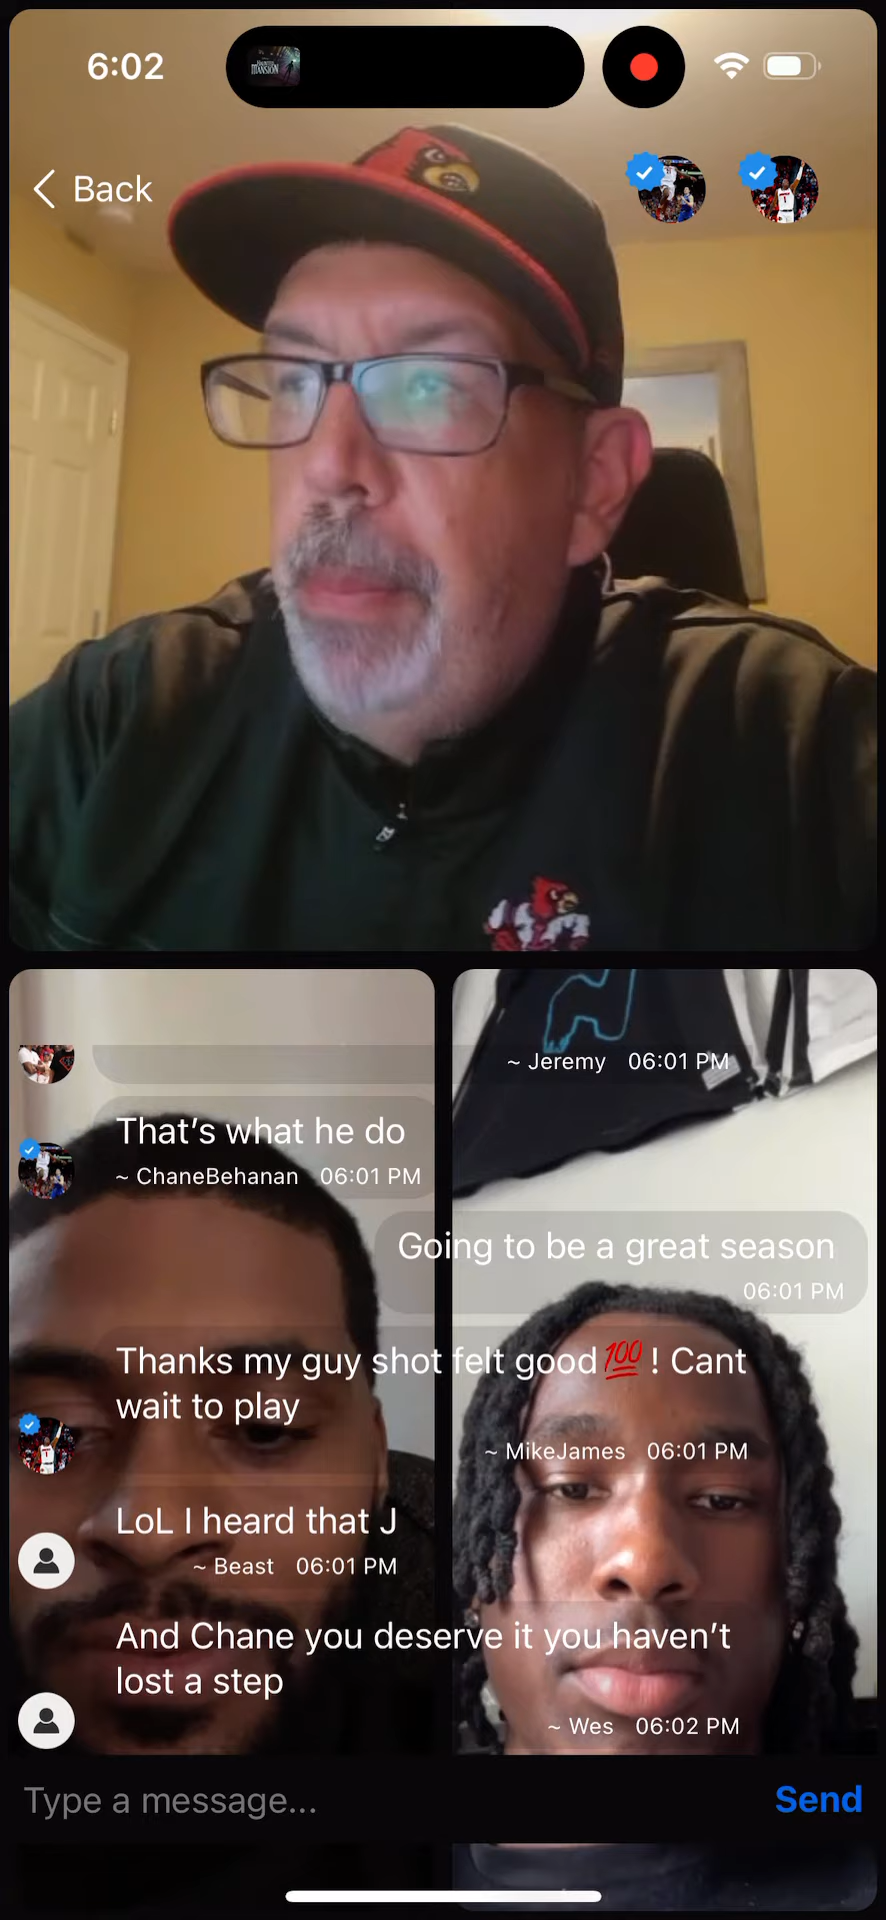 6:02
HAUNTED
MANSION
Back
~ Jeremy 06:01 PM
That's what he do
~ ChaneBehanan 06:01 PM
Going to be a great season
06:01 PM
Thanks my guy shot felt good💯! Cant
wait to play
~ MikeJames 06:01 PM
LoL I heard that J
~ Beast 06:01 PM
And Chane you deserve it you haven't
lost a step
~ Wes 06:02 PM
Type a message...
Send